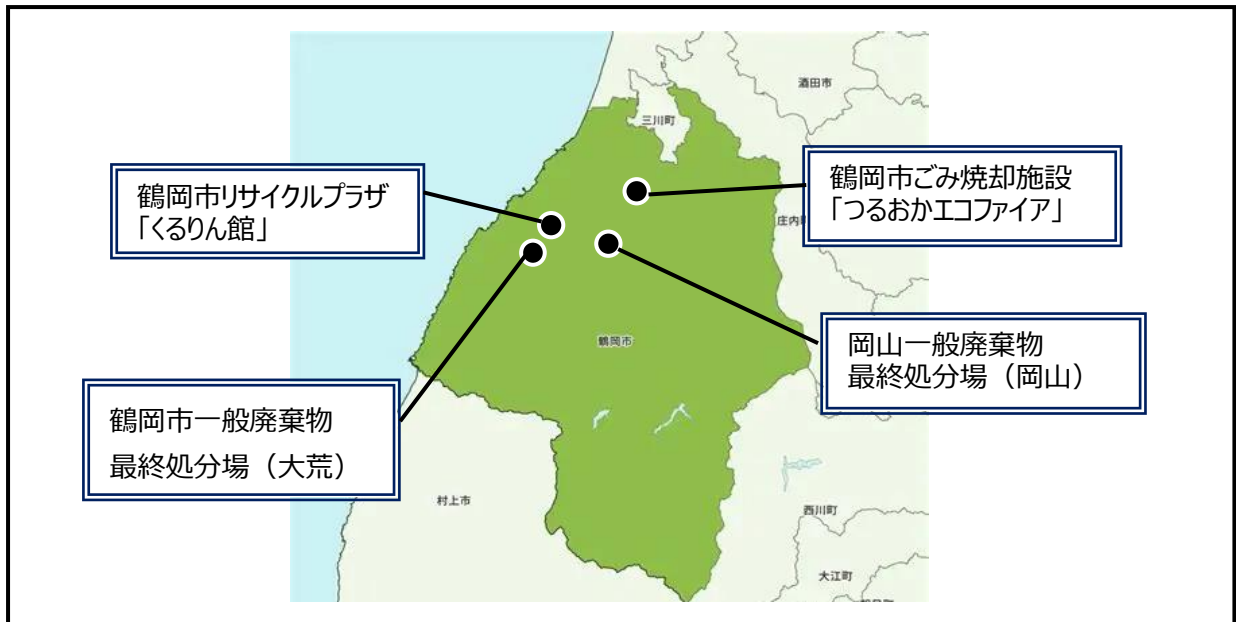 酒田市
三川町
鶴岡市リサイクルプラザ
「くるりん館」
鶴岡市ごみ焼却施設
「つるおかエコファイア」
庄内町
鶴岡市
岡山一般廃棄物
最終処分場（岡山）
鶴岡市一般廃棄物
最終処分場（大荒）
村上市
西川町
大江町